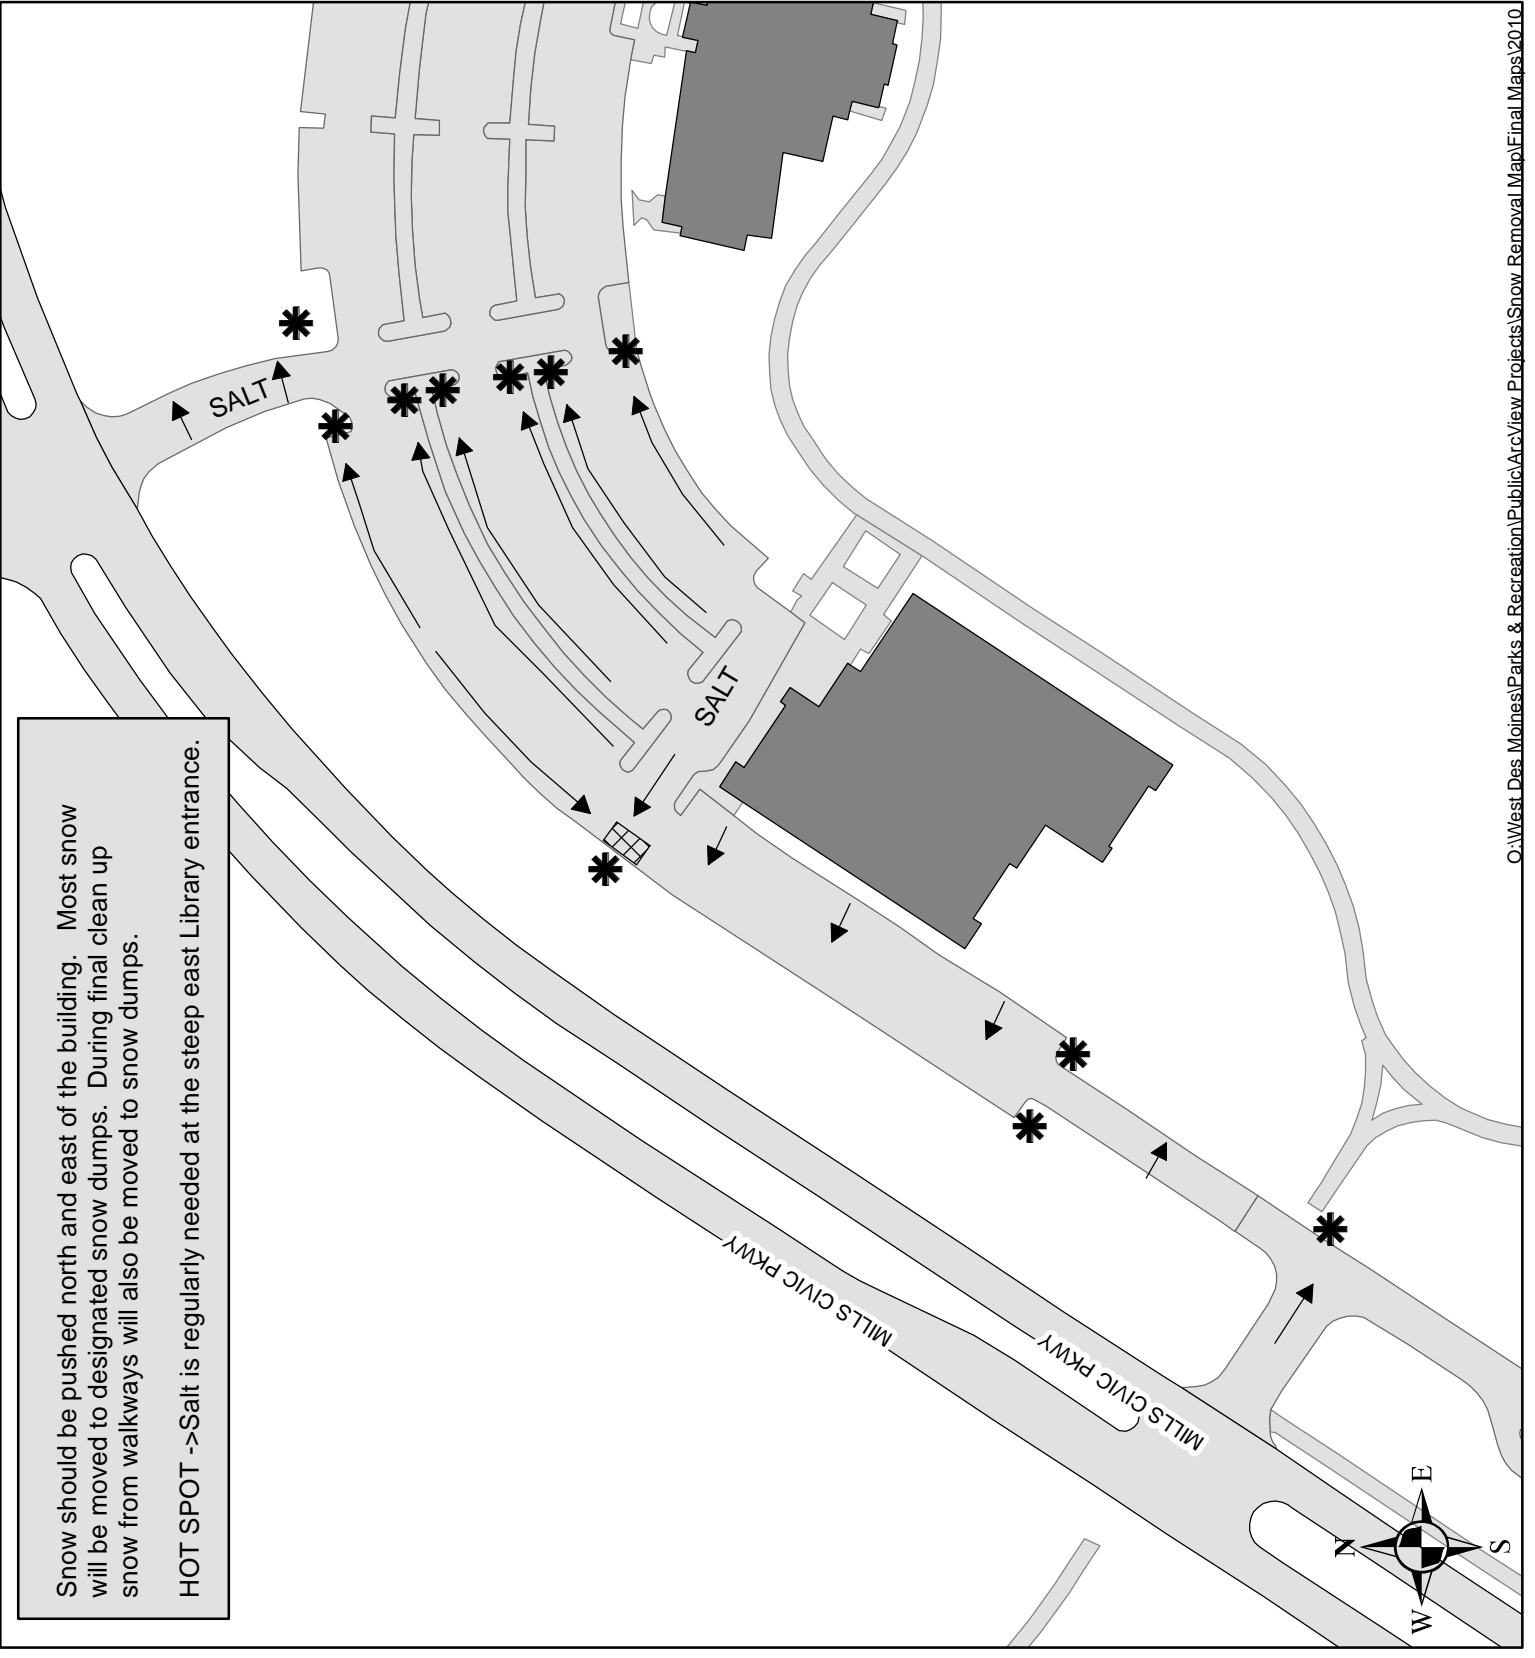 Snow should be pushed north and east of the building.   Most snow
will be moved to designated snow dumps.  During final clean up
snow from walkways will also be moved to snow dumps.
HOT SPOT ->Salt is regularly needed at the steep east Library entrance.
SALT
SALT
MILLS CIVIC PKWY
MILLS CIVIC PKWY
N
W
E
S
O:\West Des Moines\Parks & Recreation\Public\ArcView Projects\Snow Removal Map\Final Maps\2010